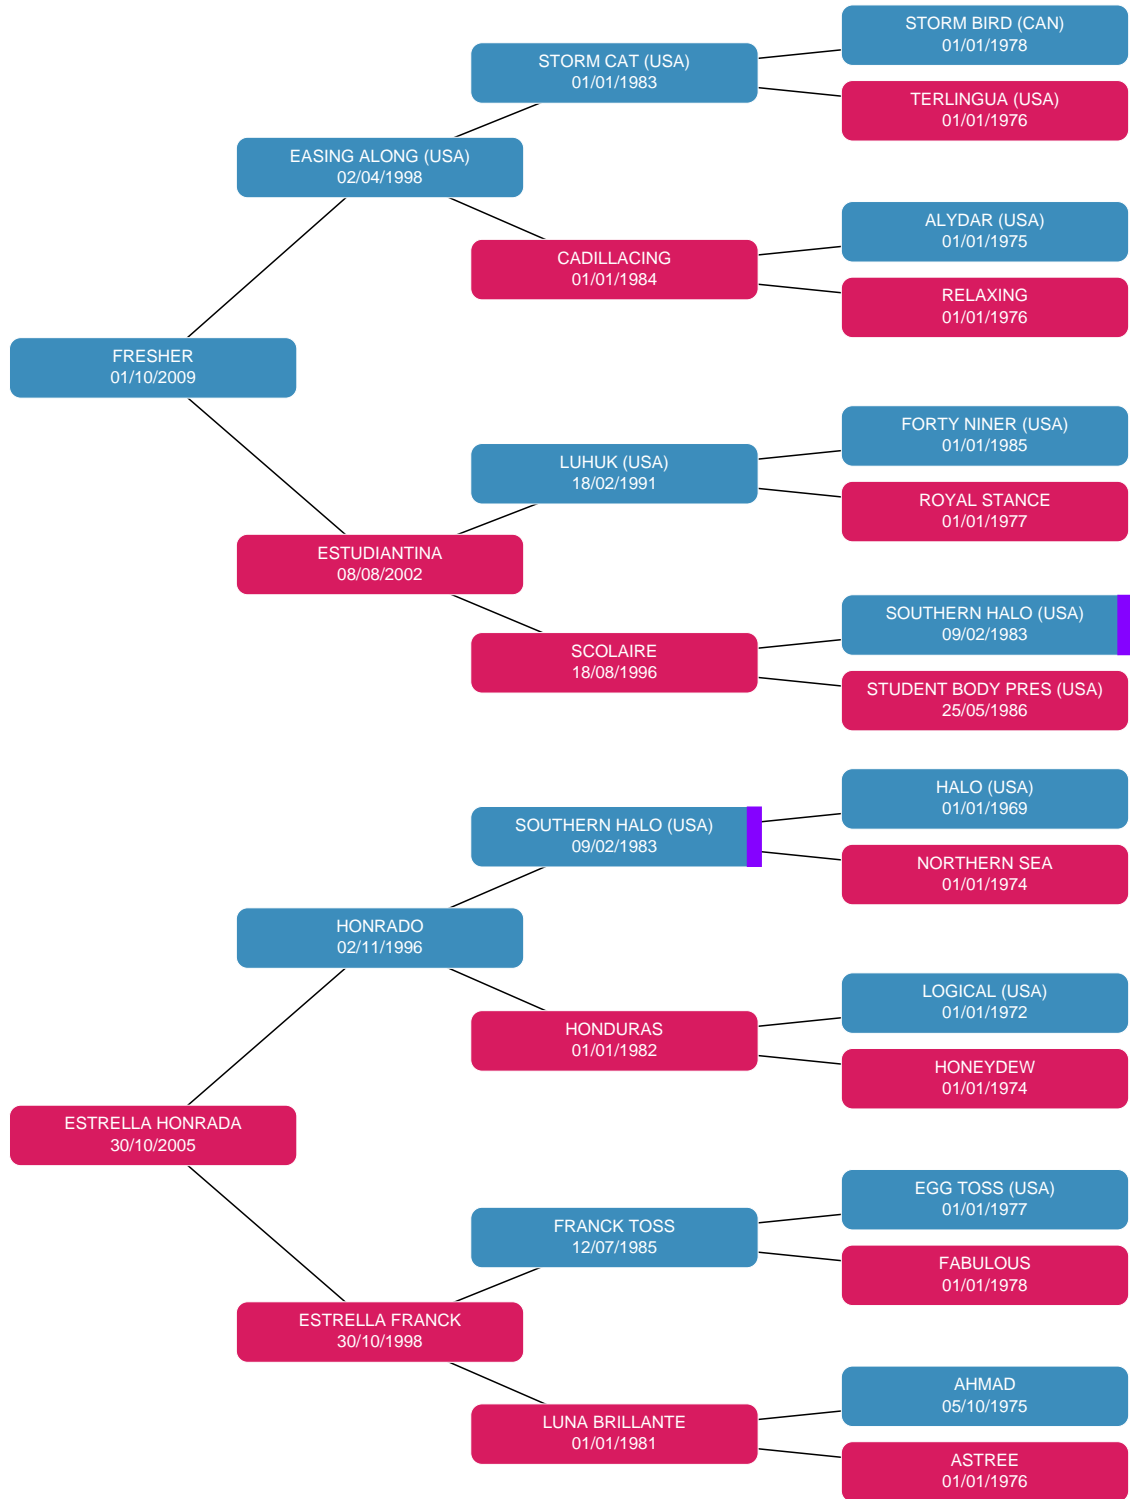 STORM BIRD (CAN)
01/01/1978
STORM CAT (USA)
01/01/1983
TERLINGUA (USA)
01/01/1976
EASING ALONG (USA)
02/04/1998
ALYDAR (USA)
01/01/1975
CADILLACING
01/01/1984
RELAXING
01/01/1976
FRESHER
01/10/2009
FORTY NINER (USA)
01/01/1985
LUHUK (USA)
18/02/1991
ROYAL STANCE
01/01/1977
ESTUDIANTINA
08/08/2002
SOUTHERN HALO (USA)
09/02/1983
SCOLAIRE
18/08/1996
STUDENT BODY PRES (USA)
25/05/1986
HALO (USA)
01/01/1969
SOUTHERN HALO (USA)
09/02/1983
NORTHERN SEA
01/01/1974
HONRADO
02/11/1996
LOGICAL (USA)
01/01/1972
HONDURAS
01/01/1982
HONEYDEW
01/01/1974
ESTRELLA HONRADA
30/10/2005
EGG TOSS (USA)
01/01/1977
FRANCK TOSS
12/07/1985
FABULOUS
01/01/1978
ESTRELLA FRANCK
30/10/1998
AHMAD
05/10/1975
LUNA BRILLANTE
01/01/1981
ASTREE
01/01/1976